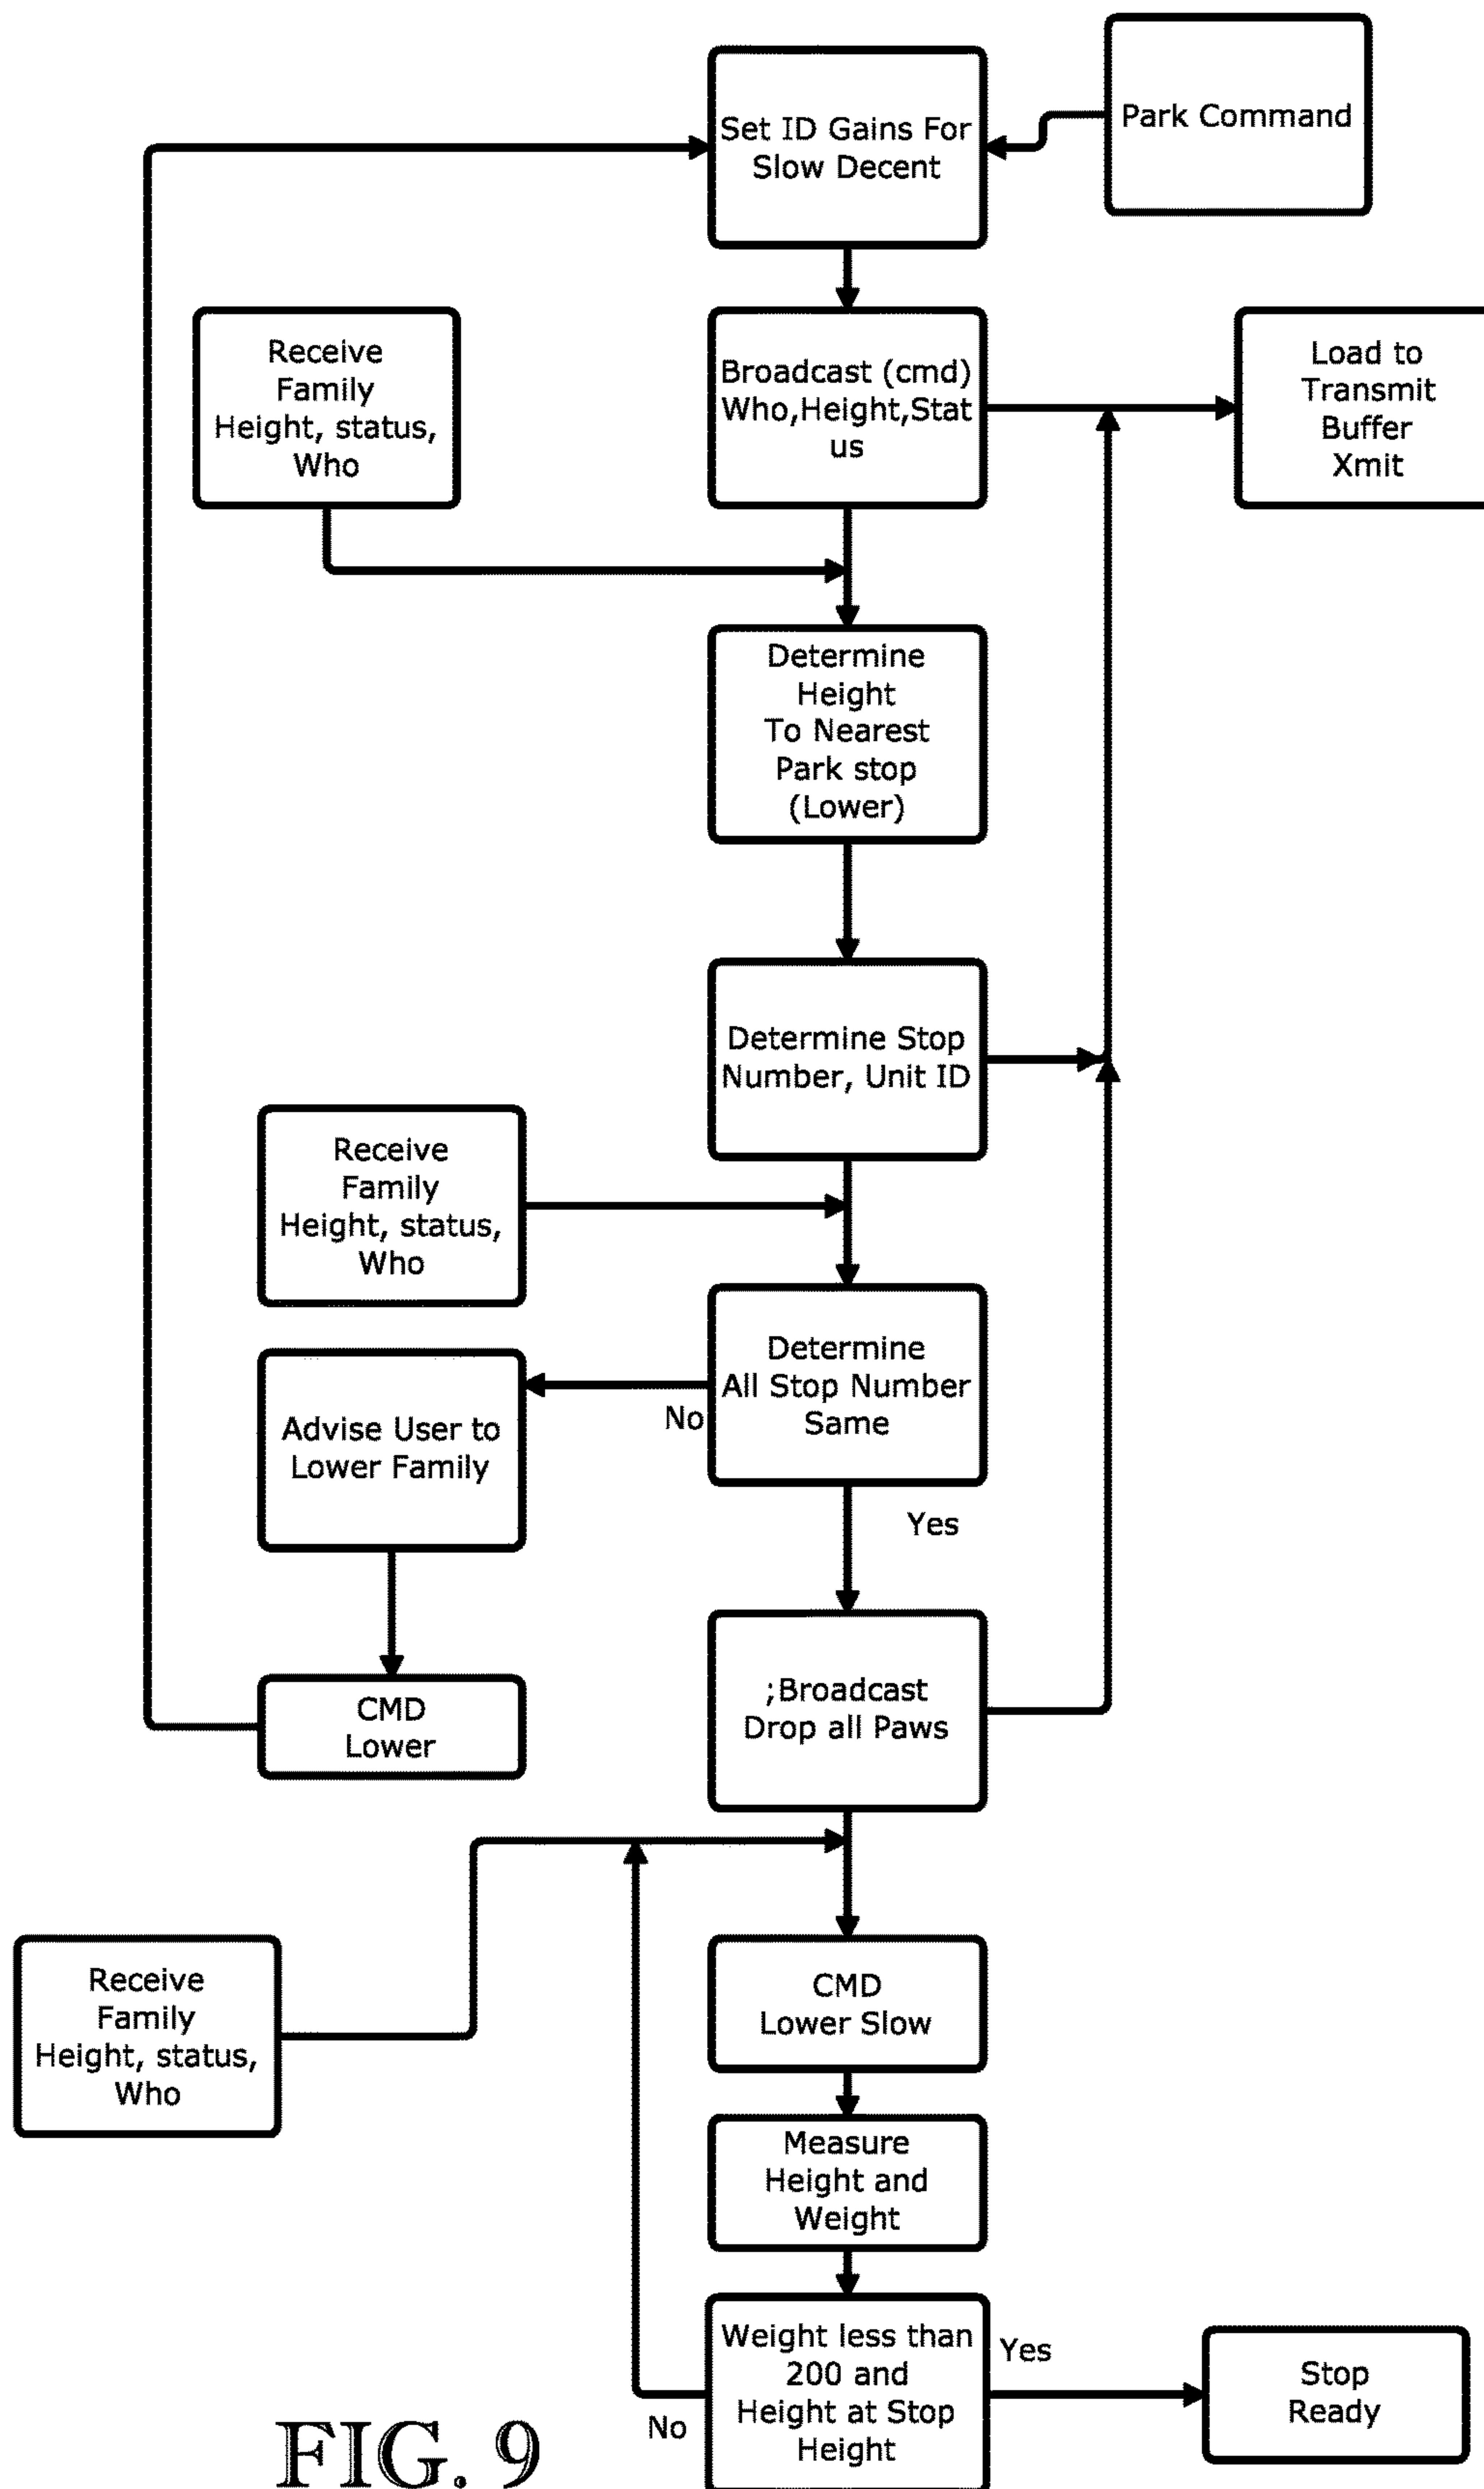 Park Command
Set ID Gains For
Slow Decent
Receive
Family
Height, status,
Who
Broadcast (cmd)
Who,Height,Stat
us
Load to
Transmit
Buffer
Xmit
Determine
Height
To Nearest
Park stop
(Lower)
Determine Stop
Number, Unit ID
Receive
Family
Height, status,
Who
Determine
All Stop Number
Same
No
Yes
Advise User to
Lower Family
CMD
Lower
;Broadcast
Drop all Paws
Receive
Family
Height, status,
Who
CMD
Lower Slow
Measure
Height and
Weight
Weight less than
200 and
Height at Stop
Height
Yes
No
Stop
Ready
FIG. 9